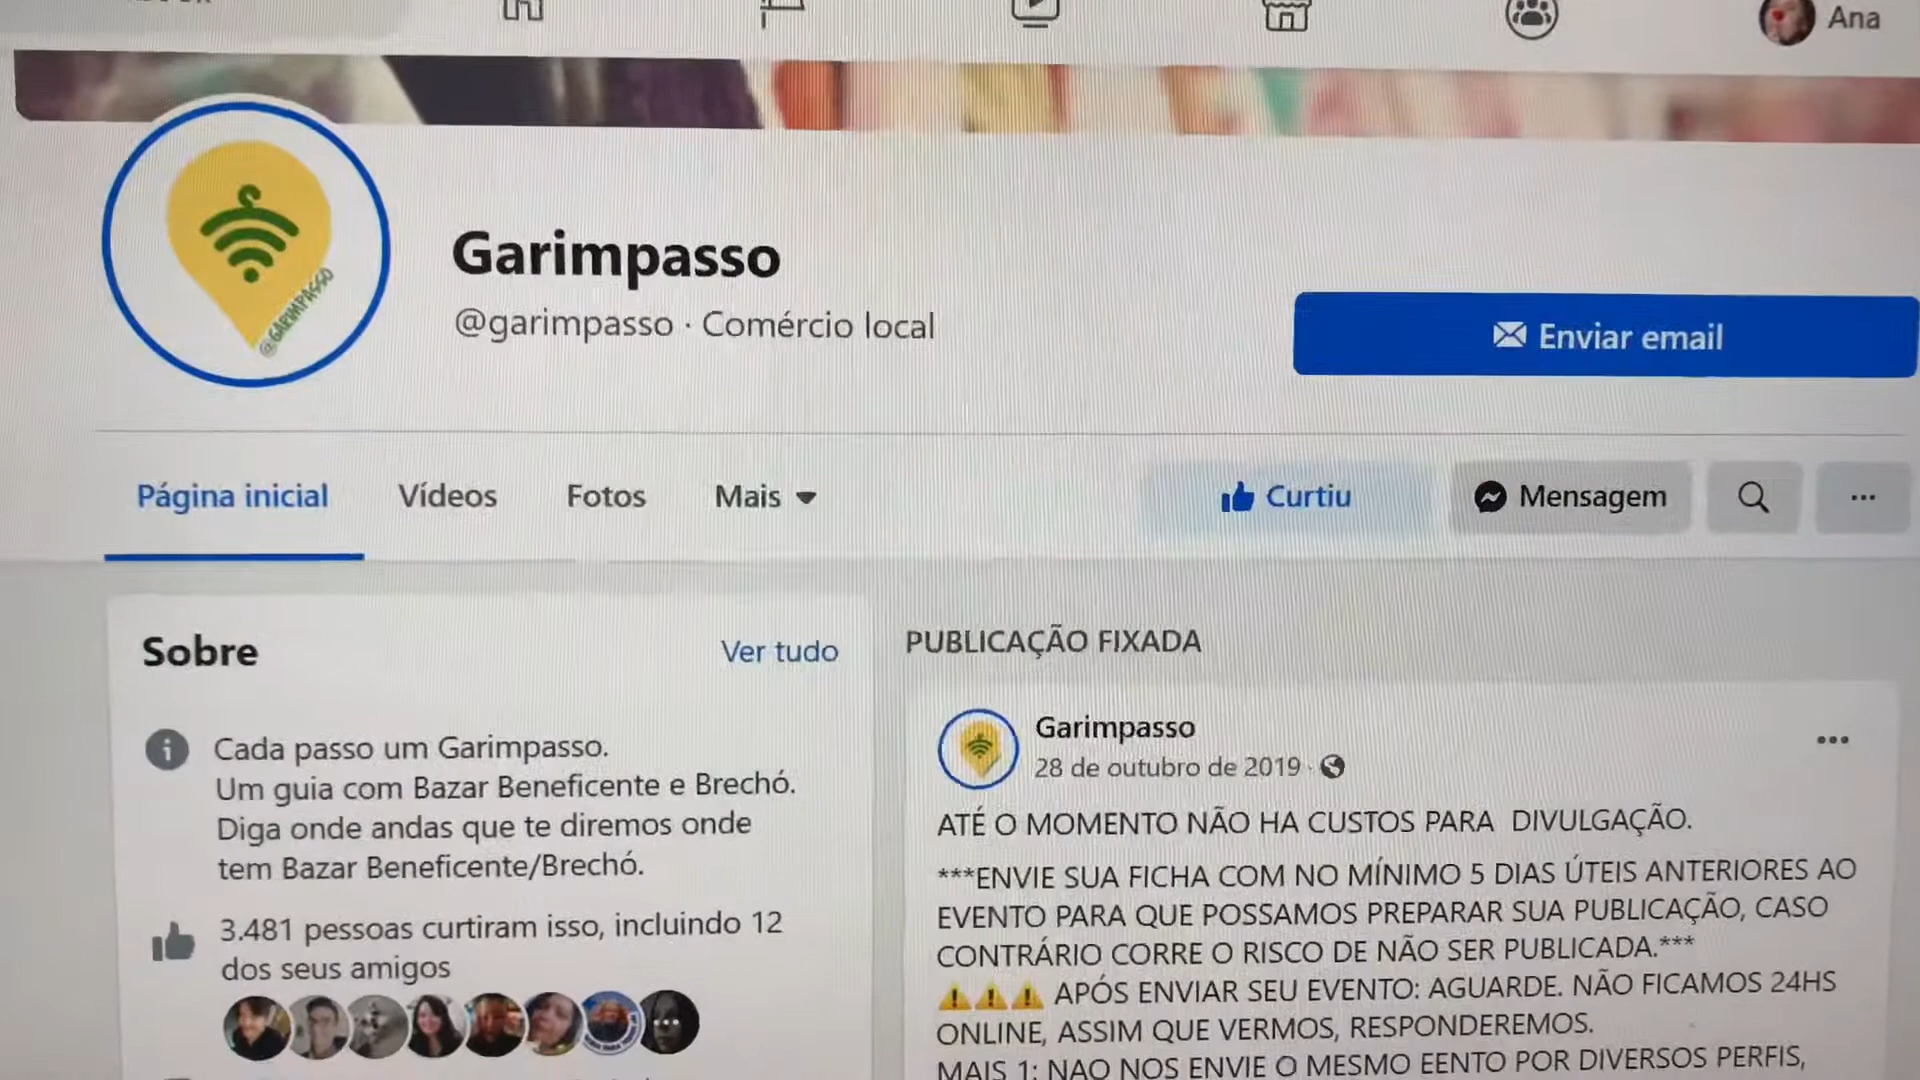 Ana
@GARIMPASSO
Garimpasso
@garimpasso · Comércio local
Enviar email
Página inicial
Vídeos
Fotos
Mais
Curtiu
Mensagem
...
Sobre
Ver tudo
Cada passo um Garimpasso.
Um guia com Bazar Beneficente e Brechó.
Diga onde andas que te diremos onde
tem Bazar Beneficente/Brechó.
3.481 pessoas curtiram isso, incluindo 12
dos seus amigos
PUBLICAÇÃO FIXADA
Garimpasso
28 de outubro de 2019 ·
ATÉ O MOMENTO NÃO HA CUSTOS PARA DIVULGAÇÃO.
***ENVIE SUA FICHA COM NO MÍNIMO 5 DIAS ÚTEIS ANTERIORES AO
EVENTO PARA QUE POSSAMOS PREPARAR SUA PUBLICAÇÃO, CASO
CONTRÁRIO CORRE O RISCO DE NÃO SER PUBLICADA.***
⚠️⚠️⚠️ APÓS ENVIAR SEU EVENTO: AGUARDE. NÃO FICAMOS 24HS
ONLINE, ASSIM QUE VERMOS, RESPONDEREMOS.
MAIS 1: NAO NOS ENVIE O MESMO EENTO POR DIVERSOS PERFIS,